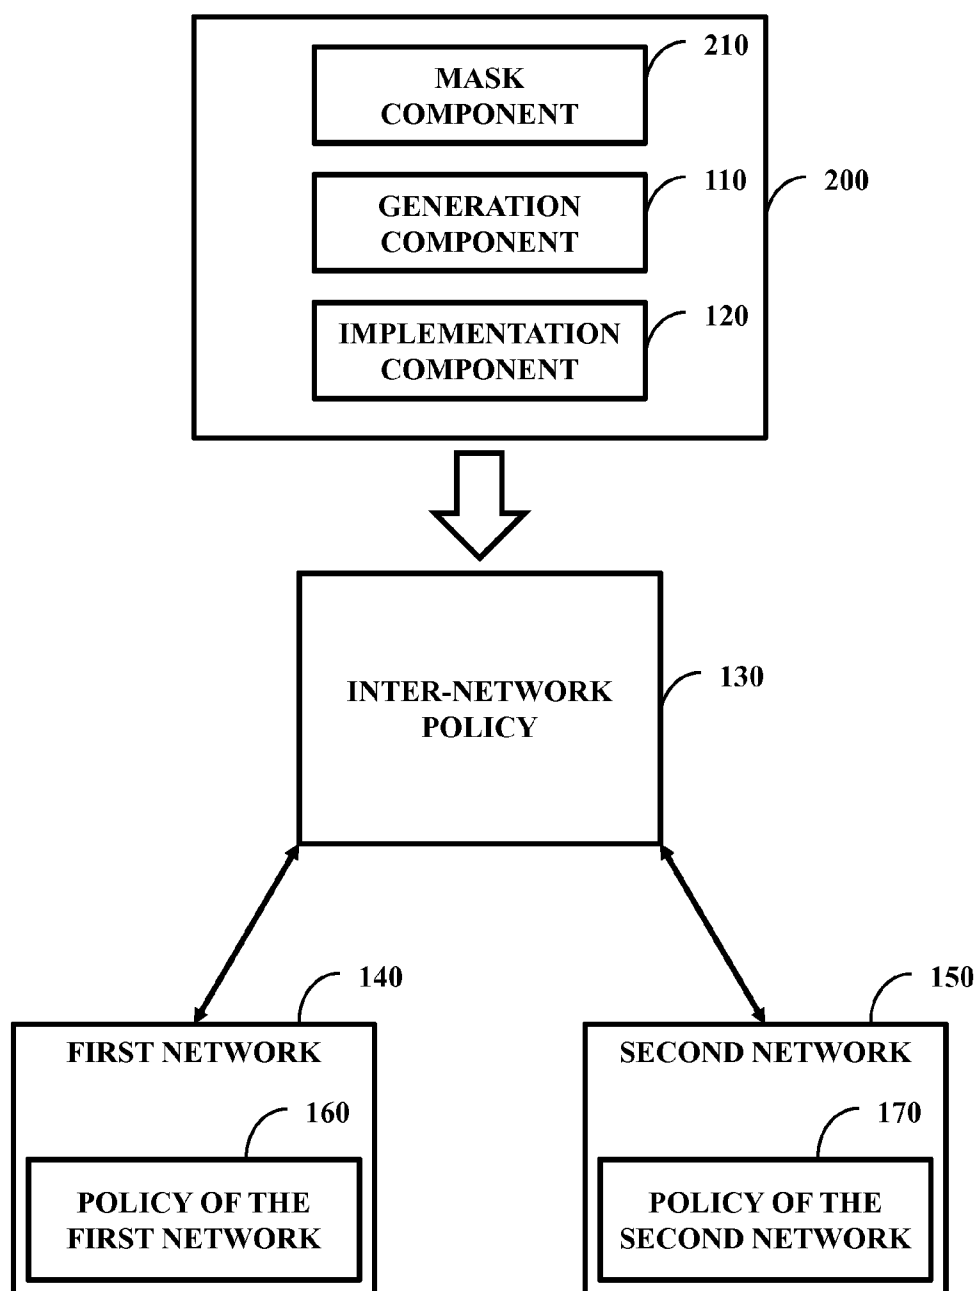 210
MASK
COMPONENT
110
200
GENERATION
COMPONENT
120
IMPLEMENTATION
COMPONENT
130
INTER-NETWORK
POLICY
140
150
FIRST NETWORK
SECOND NETWORK
160
170
POLICY OF THE
FIRST NETWORK
POLICY OF THE
SECOND NETWORK